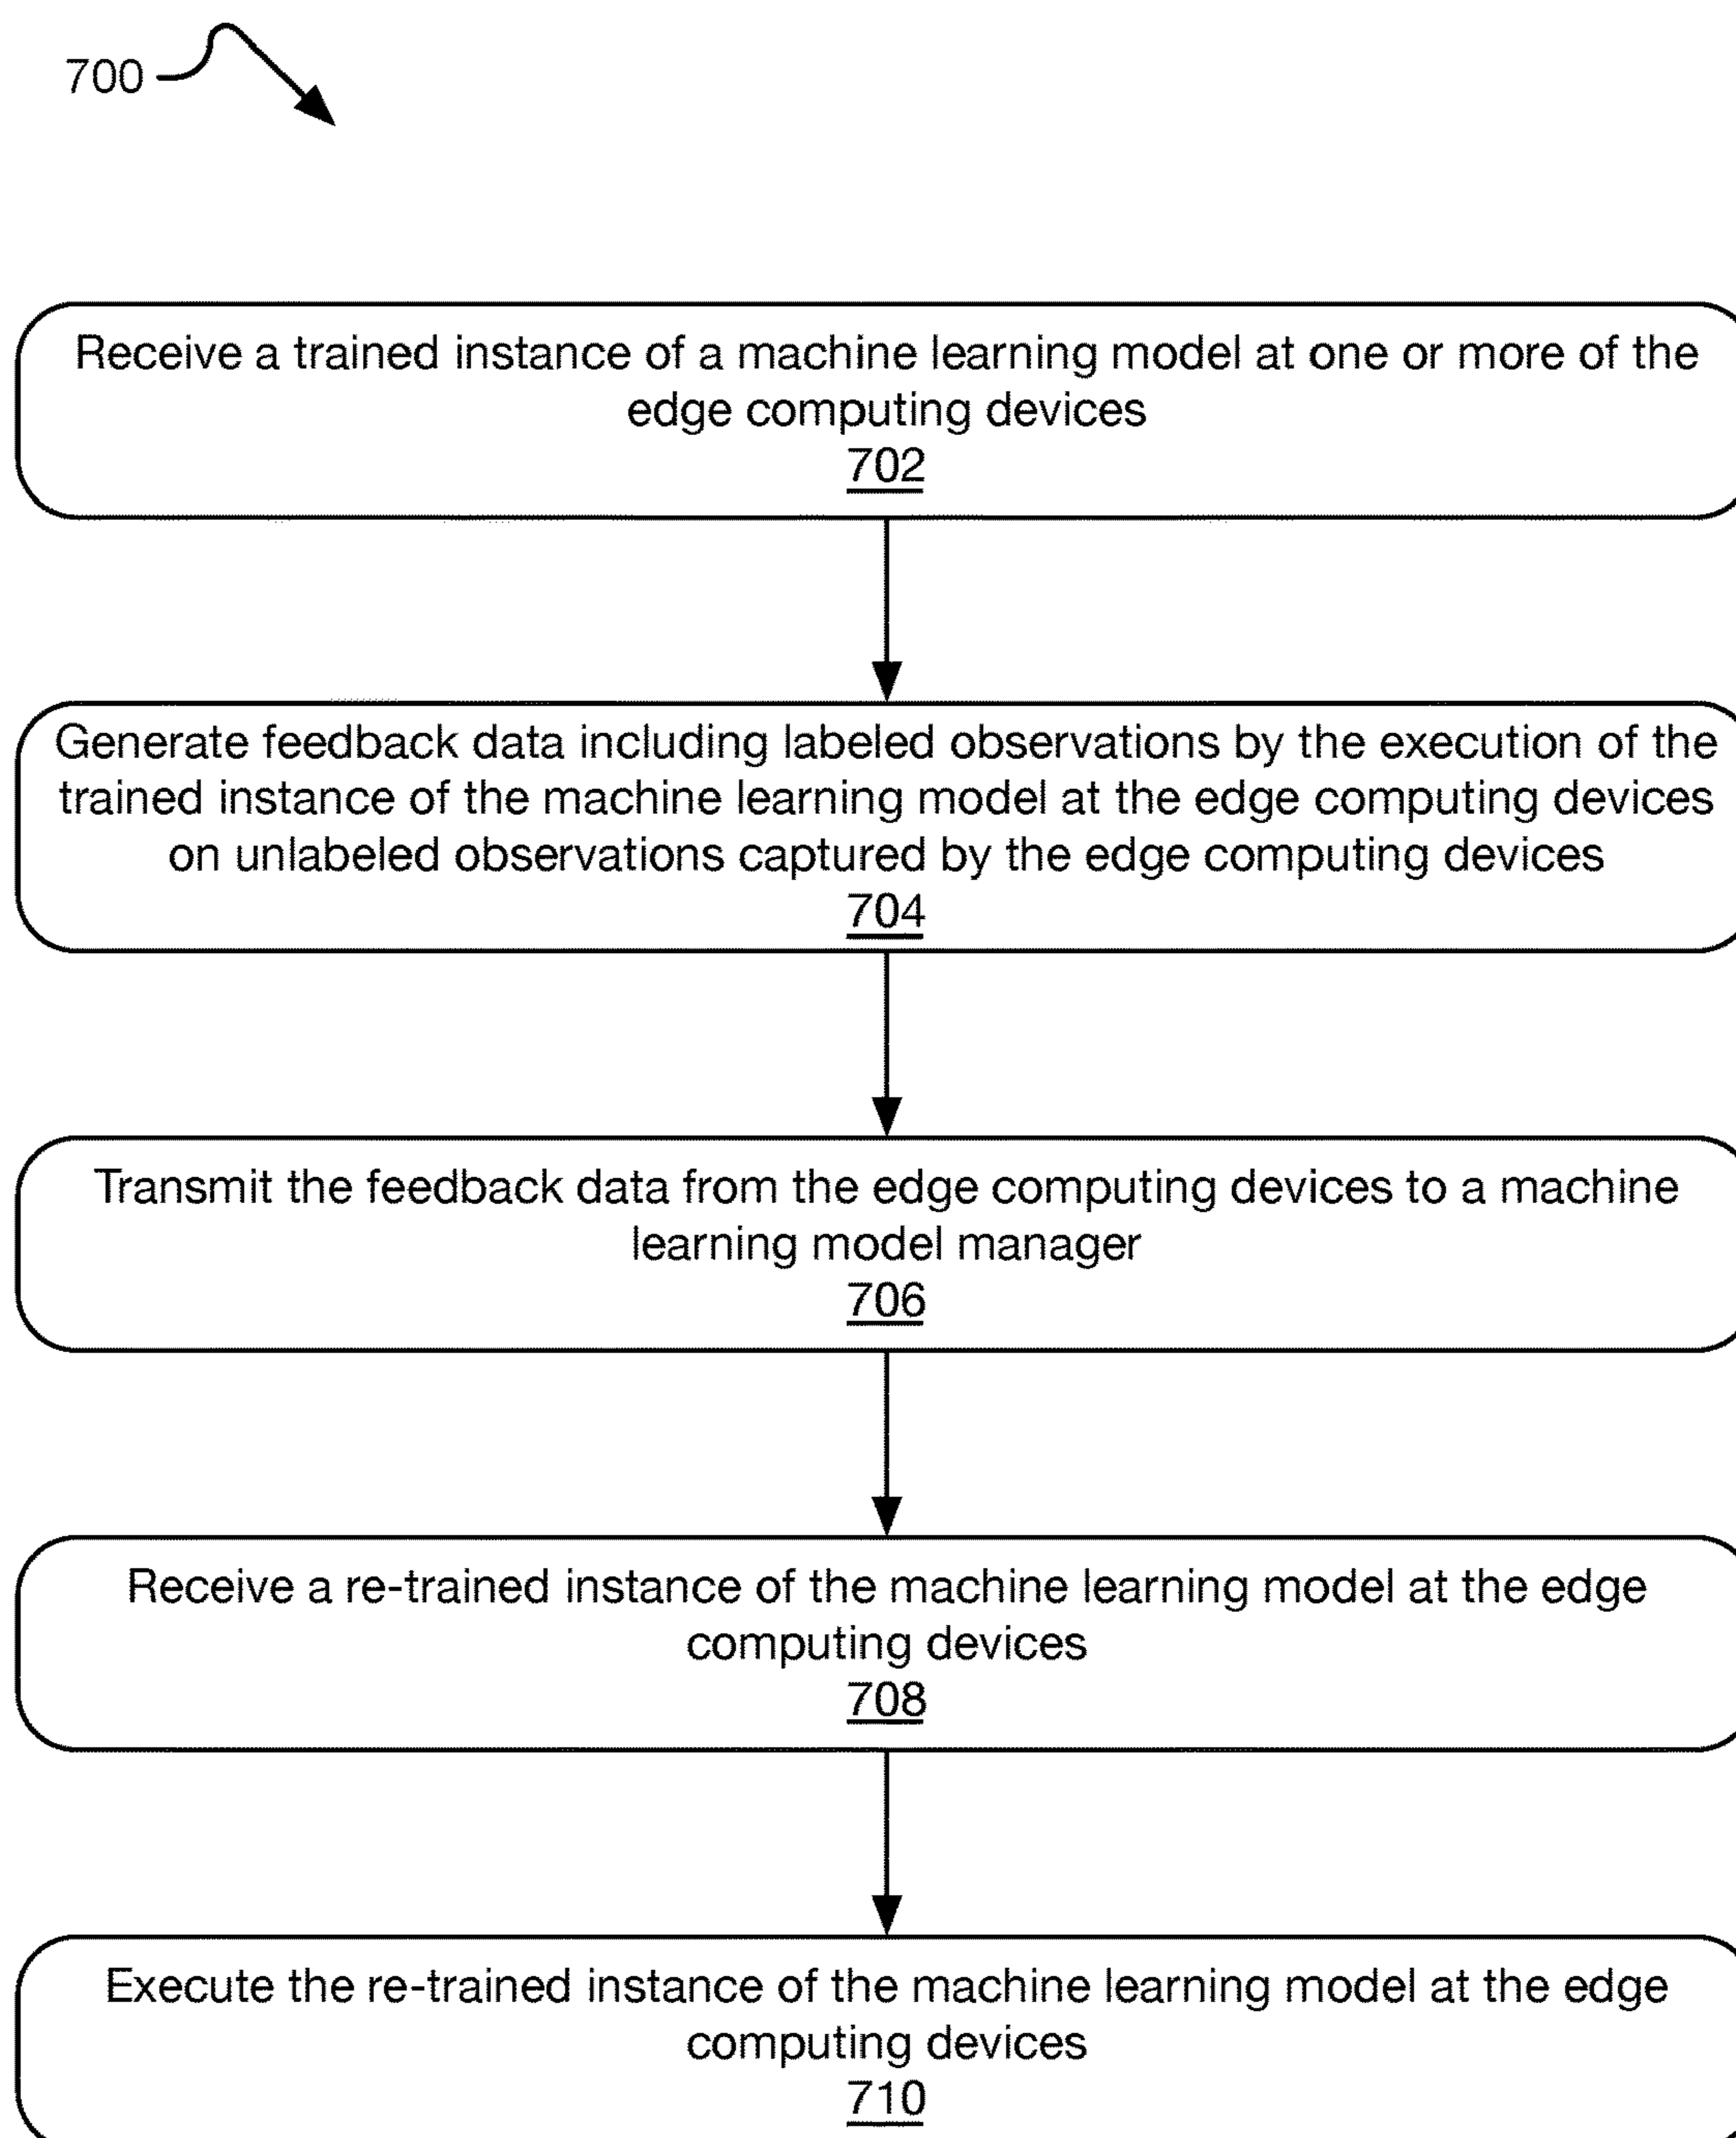 700
Receive a trained instance of a machine learning model at one or more of the
edge computing devices
702
Generate feedback data including labeled observations by the execution of the
trained instance of the machine learning model at the edge computing devices
on unlabeled observations captured by the edge computing devices
704
Transmit the feedback data from the edge computing devices to a machine
learning model manager
706
Receive a re-trained instance of the machine learning model at the edge
computing devices
708
Execute the re-trained instance of the machine learning model at the edge
computing devices
710